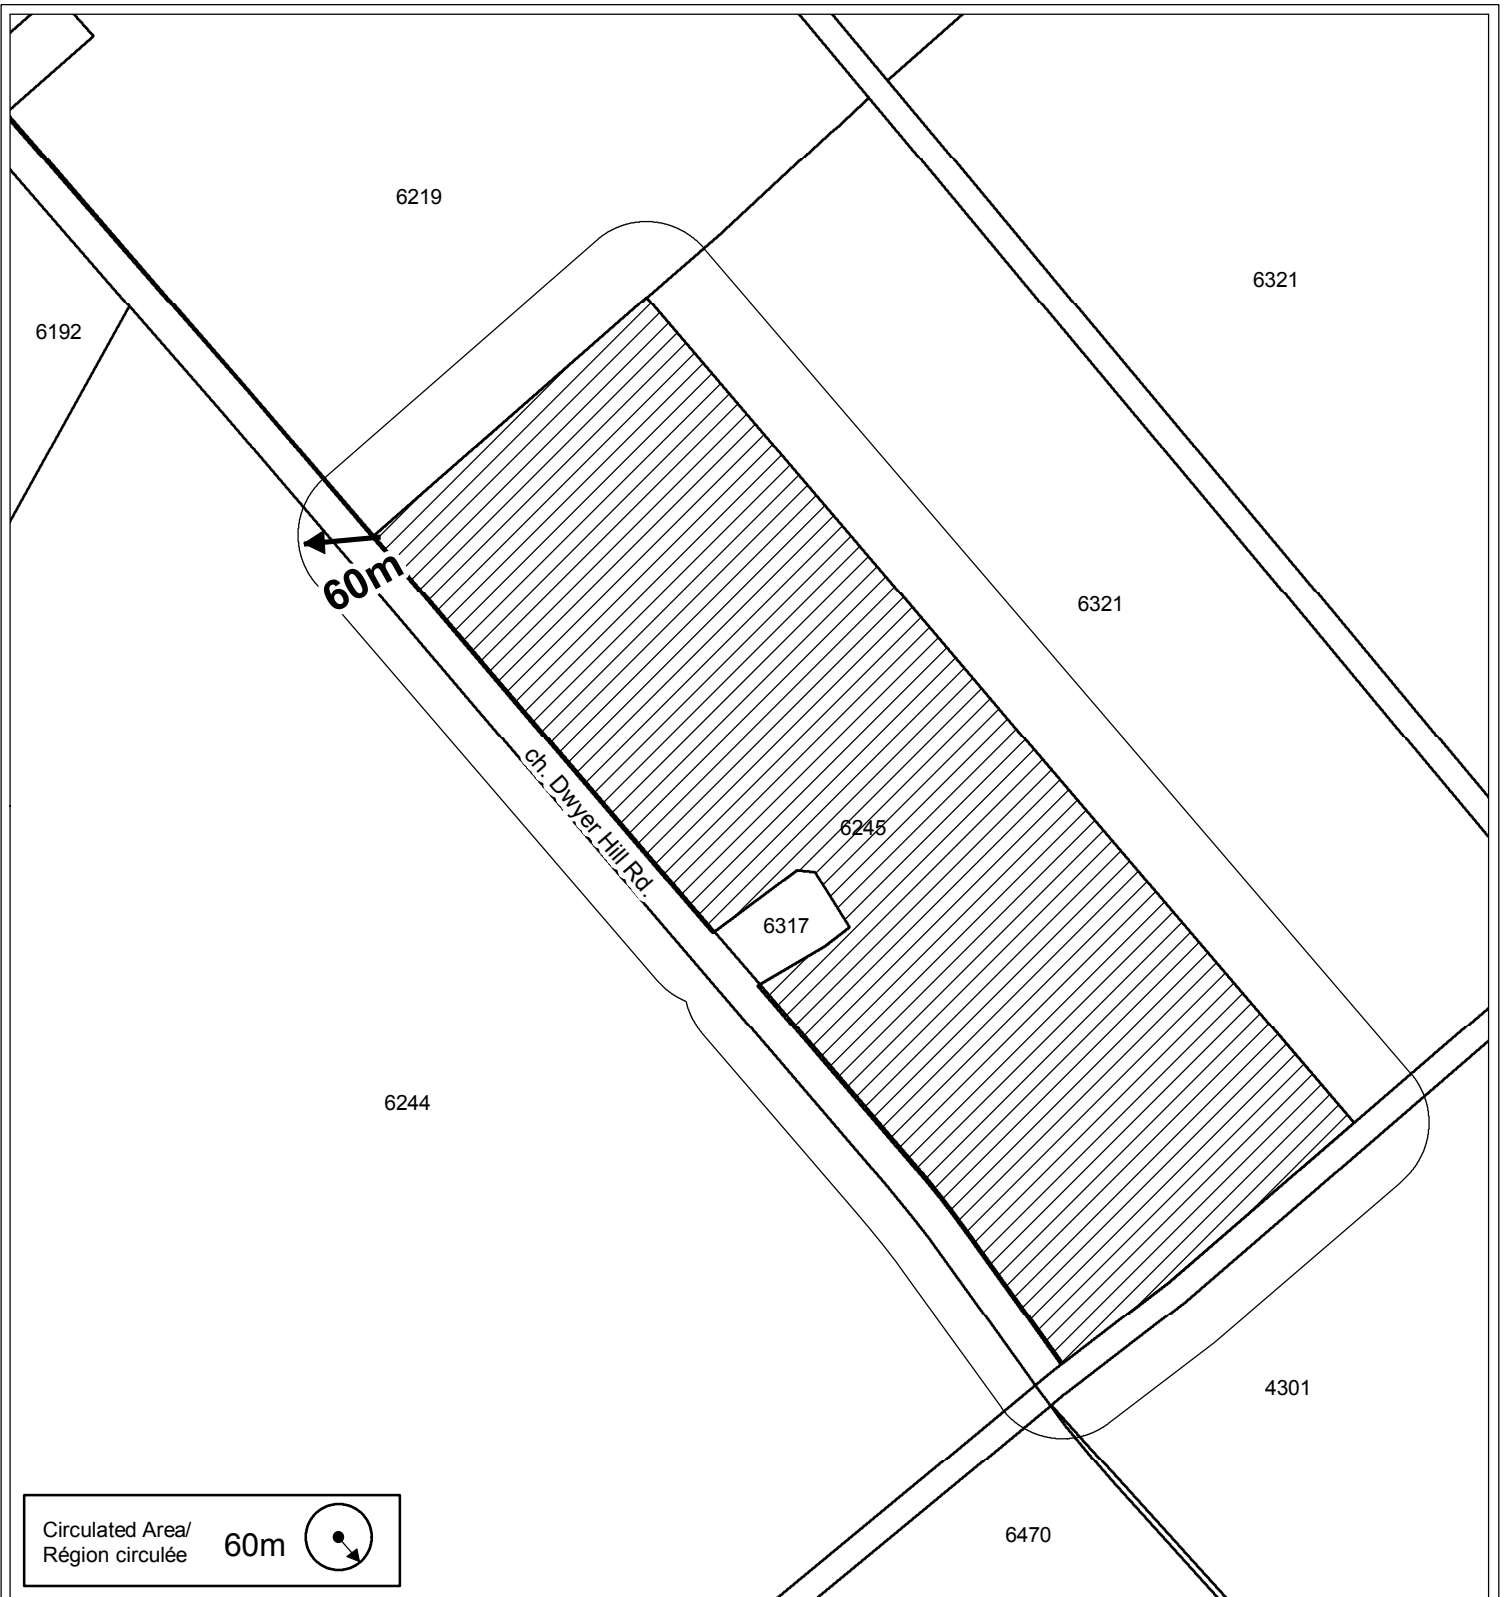 6219
6321
6192
60m
6321
ch. Dwyer Hill Rd.
6245
6317
6244
4301
Circulated Area/
Région circulée
60m
6470